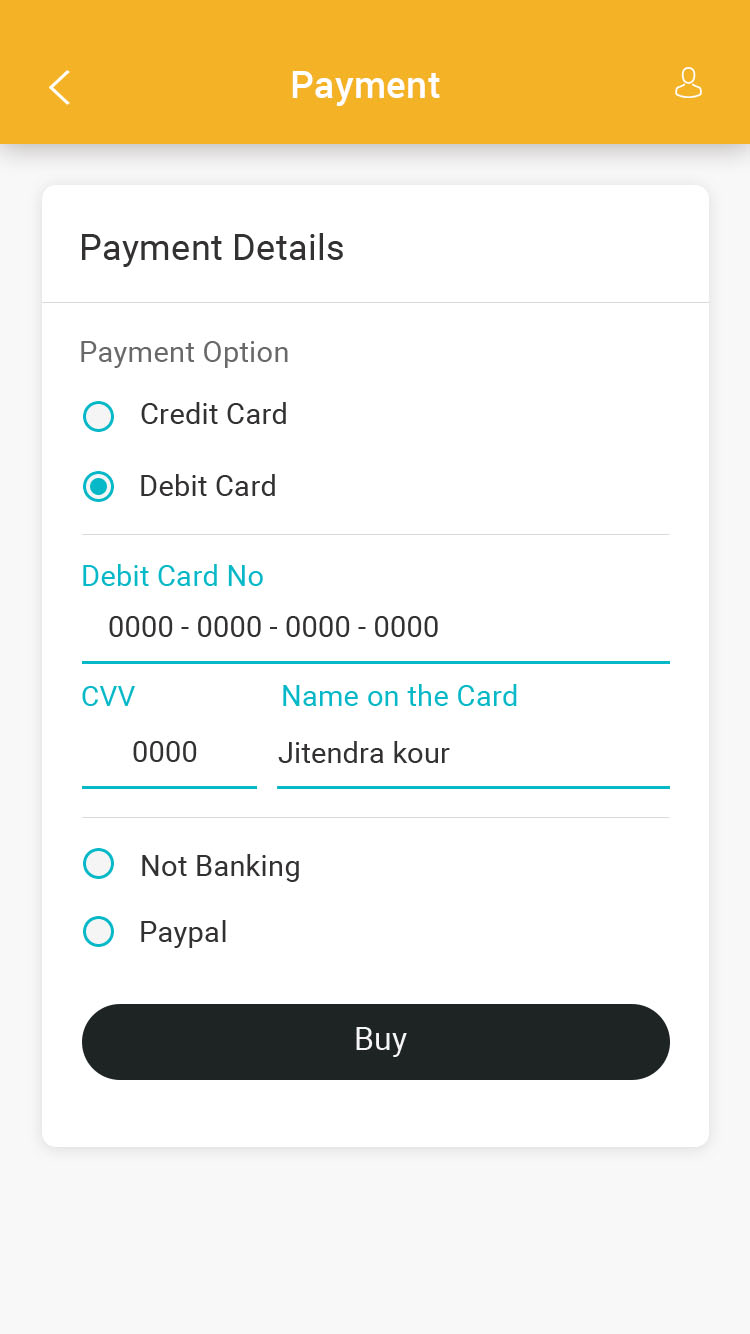 Payment
Payment Details
Payment Option
Credit Card
Debit Card
Debit Card No
0000 - 0000 - 0000 - 0000
CVV Name on the Card
0000 Jitendra kour
Not Banking
Paypal
Buy